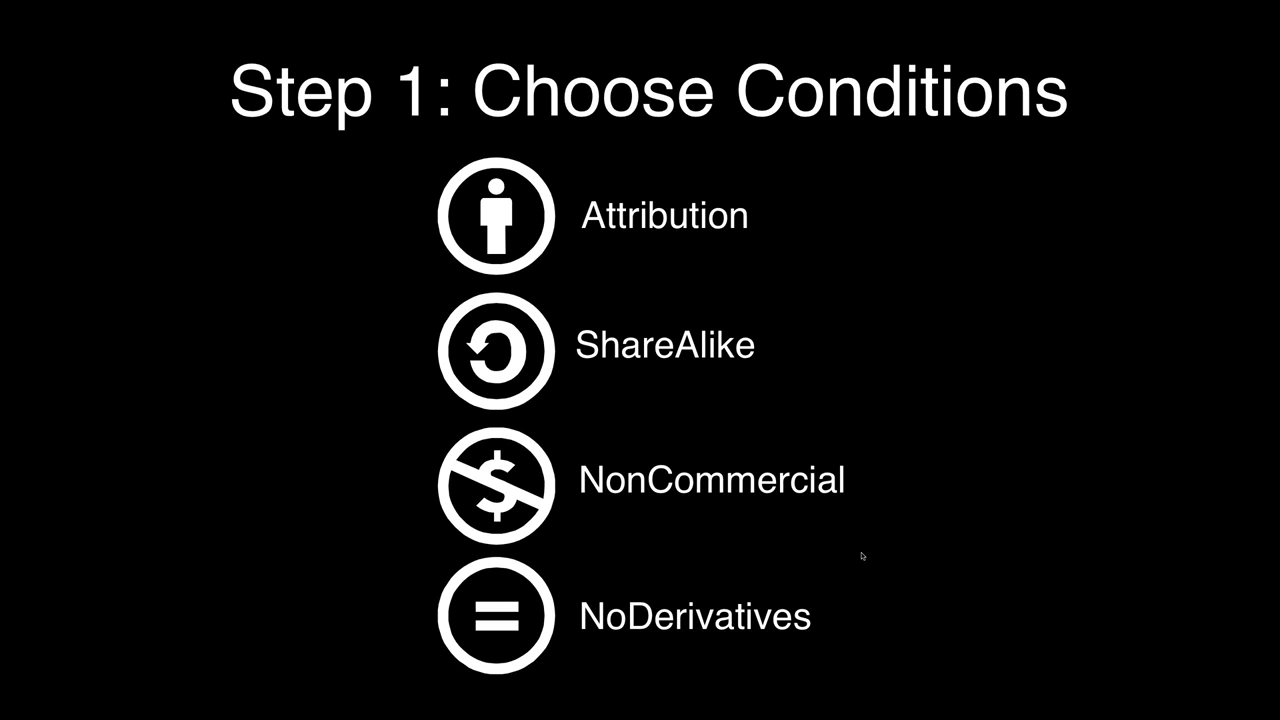 Step 1: Choose Conditions
Attribution
ShareAlike
NonCommercial
NoDerivatives